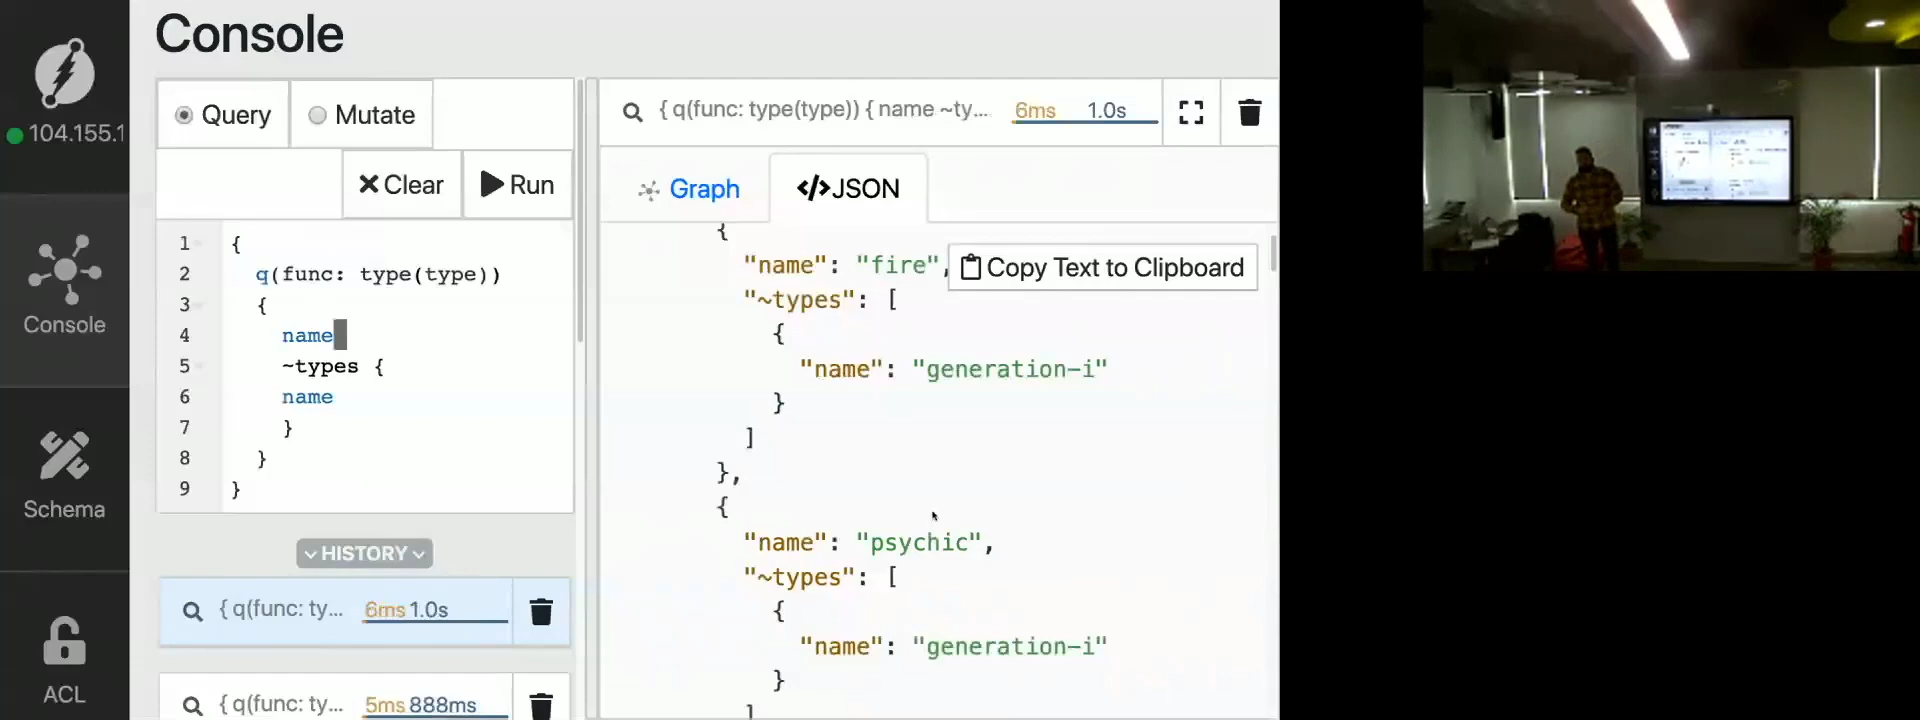 Console
104.155.1
Console
Schema
ACL
Query
Mutate
Clear
Run
1 {
2 q(func: type(type))
3 {
4 name
5 ~types {
6 name
7 }
8 }
9 }
HISTORY
{ q(func: ty... 6ms 1.0s
{ q(func: ty... 5ms 888ms
{ q(func: type(type)) { name ~ty... 6ms 1.0s
Graph
</>JSON
Copy Text to Clipboard
{
"name": "fire",
"~types": [
{
"name": "generation-i"
}
]
},
{
"name": "psychic",
"~types": [
{
"name": "generation-i"
}
]